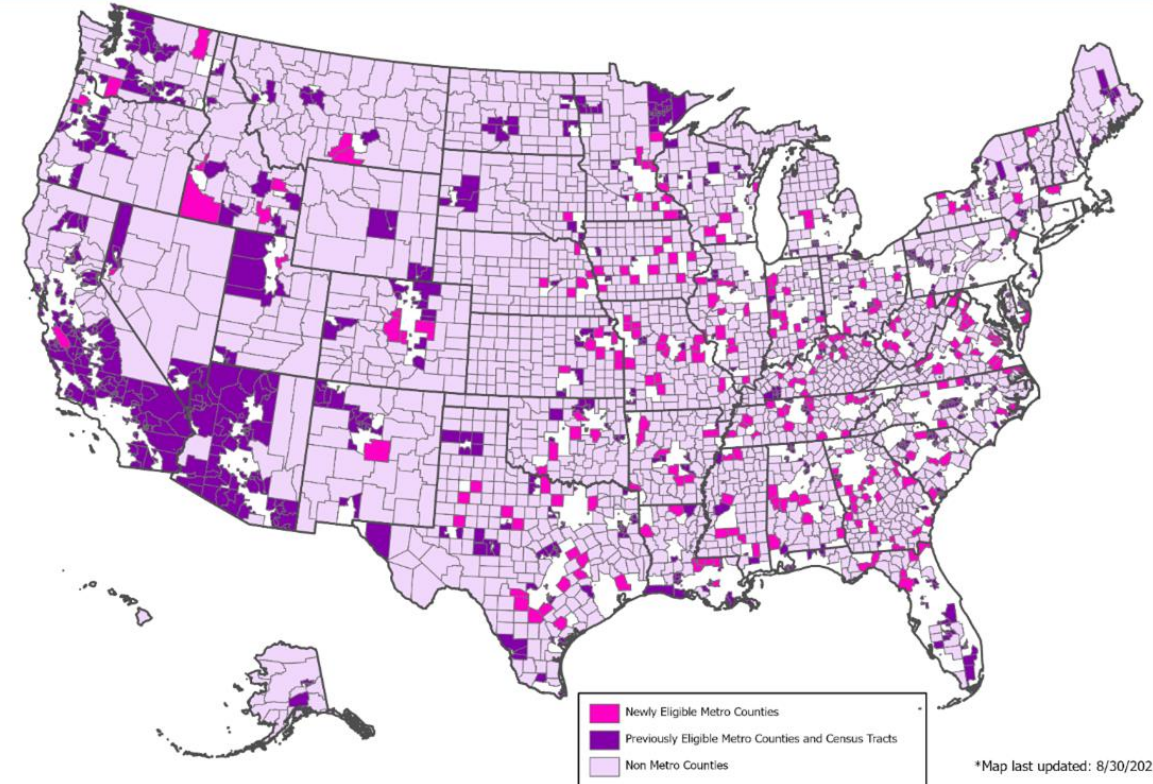 Newly Eligible Metro Counties
Previously Eligible Metro Counties and Census Tracts
Non Metro Counties
*Map last updated: 8/30/202